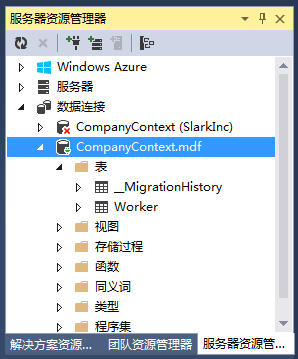 服务器资源管理器
Windows Azure
服务器
数据连接
CompanyContext (SlarkInc)
CompanyContext.mdf
表
__MigrationHistory
Worker
视图
存储过程
函数
同义词
类型
程序集
解决方案资源... 团队资源管理器 服务器资源管...